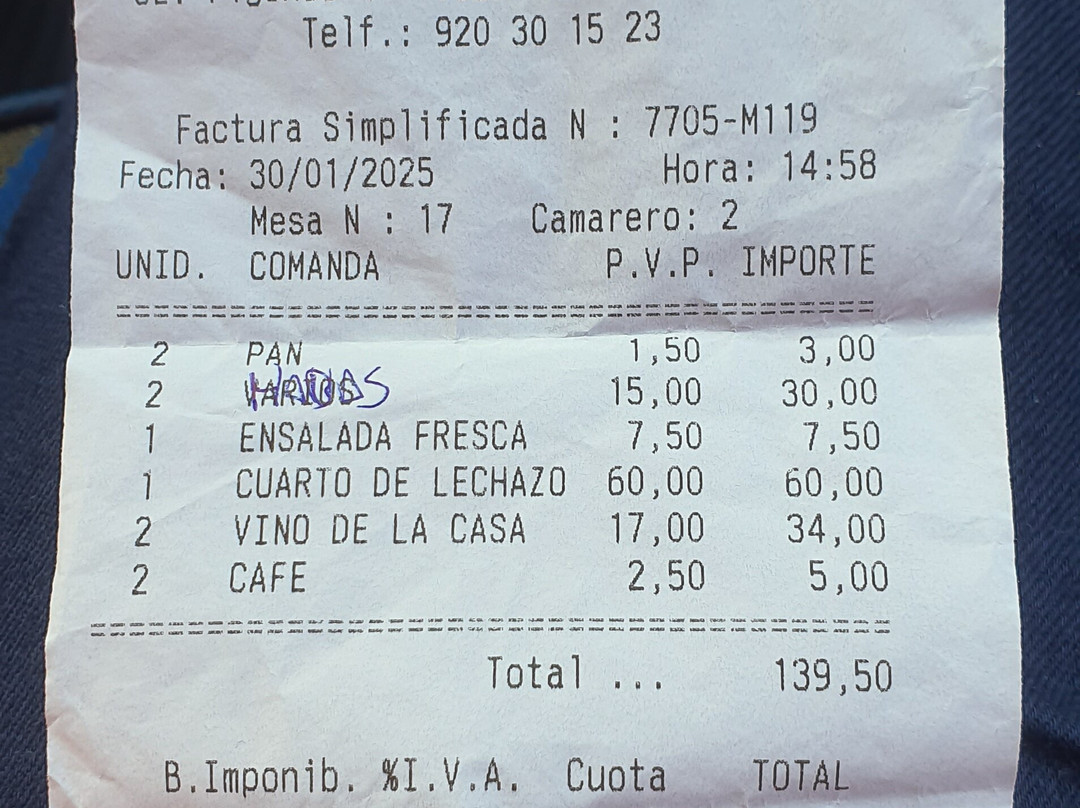 Telf.: 920 30 15 23
Factura Simplificada N : 7705-M119
Fecha: 30/01/2025 Hora: 14:58
Mesa N : 17 Camarero: 2
UNID. COMANDA P.V.P. IMPORTE
2 PAN 1,50 3,00
2 VARIOS 15,00 30,00
1 ENSALADA FRESCA 7,50 7,50
1 CUARTO DE LECHAZO 60,00 60,00
2 VINO DE LA CASA 17,00 34,00
2 CAFE 2,50 5,00
Total ... 139,50
B.Imponib. %I.V.A. Cuota TOTAL